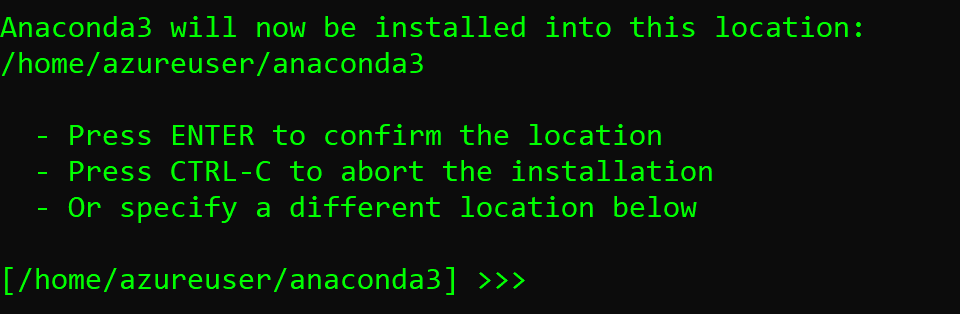 Anaconda3 will now be installed into this location:
/home/azureuser/anaconda3
- Press ENTER to confirm the location
- Press CTRL-C to abort the installation
- Or specify a different location below
[/home/azureuser/anaconda3] >>>